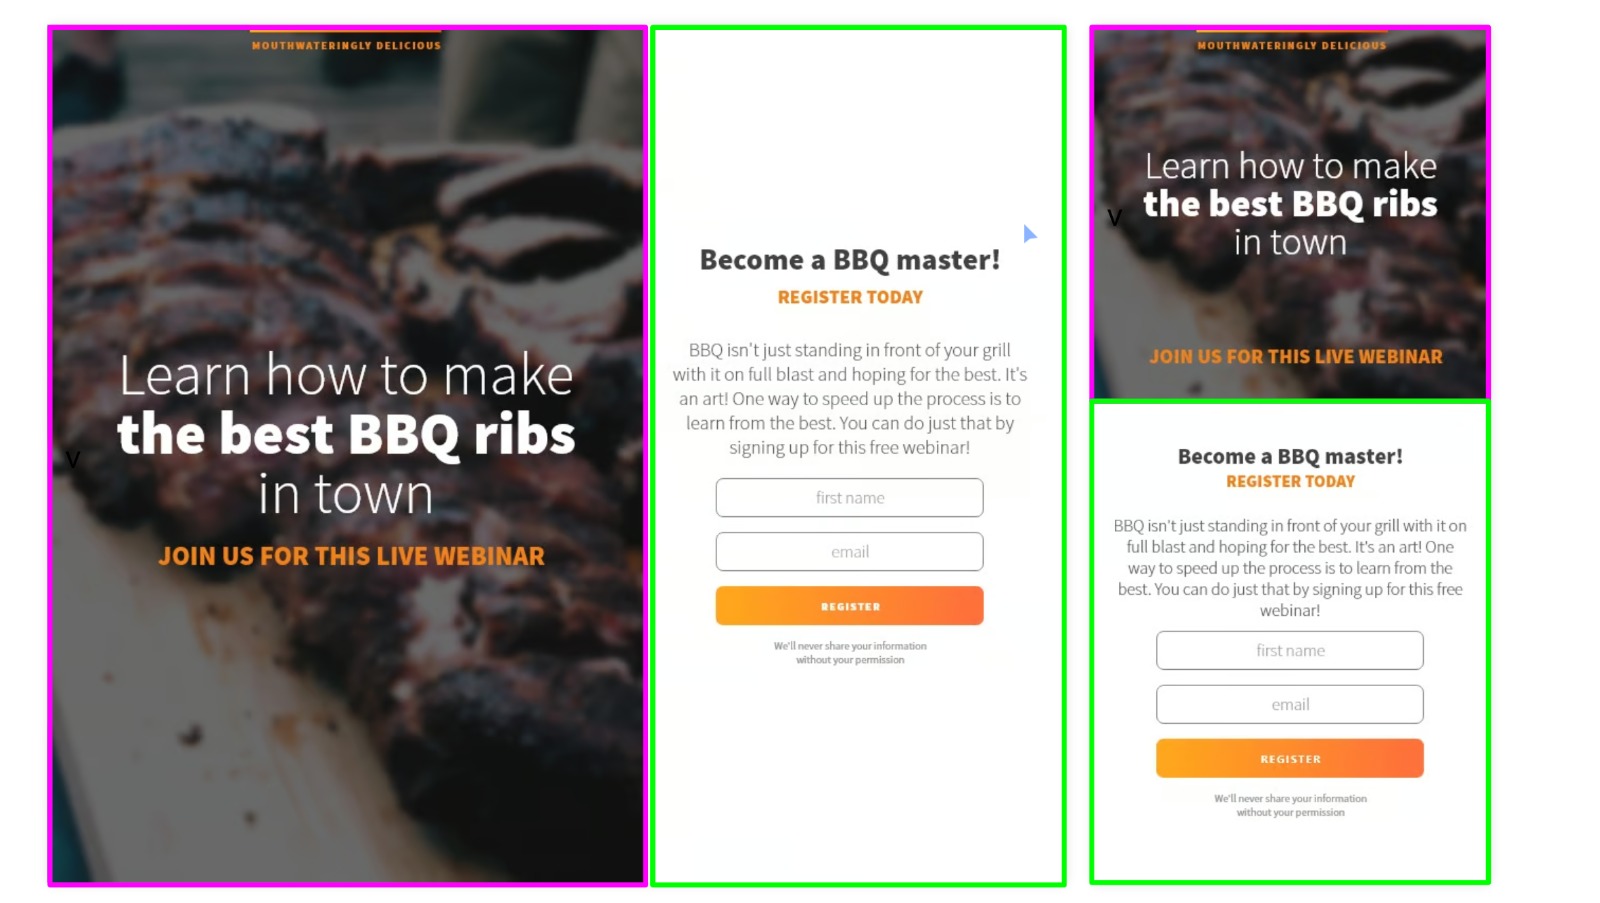 MOUTHWATERINGLY DELICIOUS
Learn how to make
the best BBQ ribs
in town
V
JOIN US FOR THIS LIVE WEBINAR
Become a BBQ master!
REGISTER TODAY
BBQ isn't just standing in front of your grill
with it on full blast and hoping for the best. It's
an art! One way to speed up the process is to
learn from the best. You can do just that by
signing up for this free webinar!
first name
email
REGISTER
We'll never share your information
without your permission
MOUTHWATERINGLY DELICIOUS
Learn how to make
the best BBQ ribs
V
in town
JOIN US FOR THIS LIVE WEBINAR
Become a BBQ master!
REGISTER TODAY
BBQ isn't just standing in front of your grill with it on
full blast and hoping for the best. It's an art! One
way to speed up the process is to learn from the
best. You can do just that by signing up for this free
webinar!
first name
email
REGISTER
We'll never share your information
without your permission